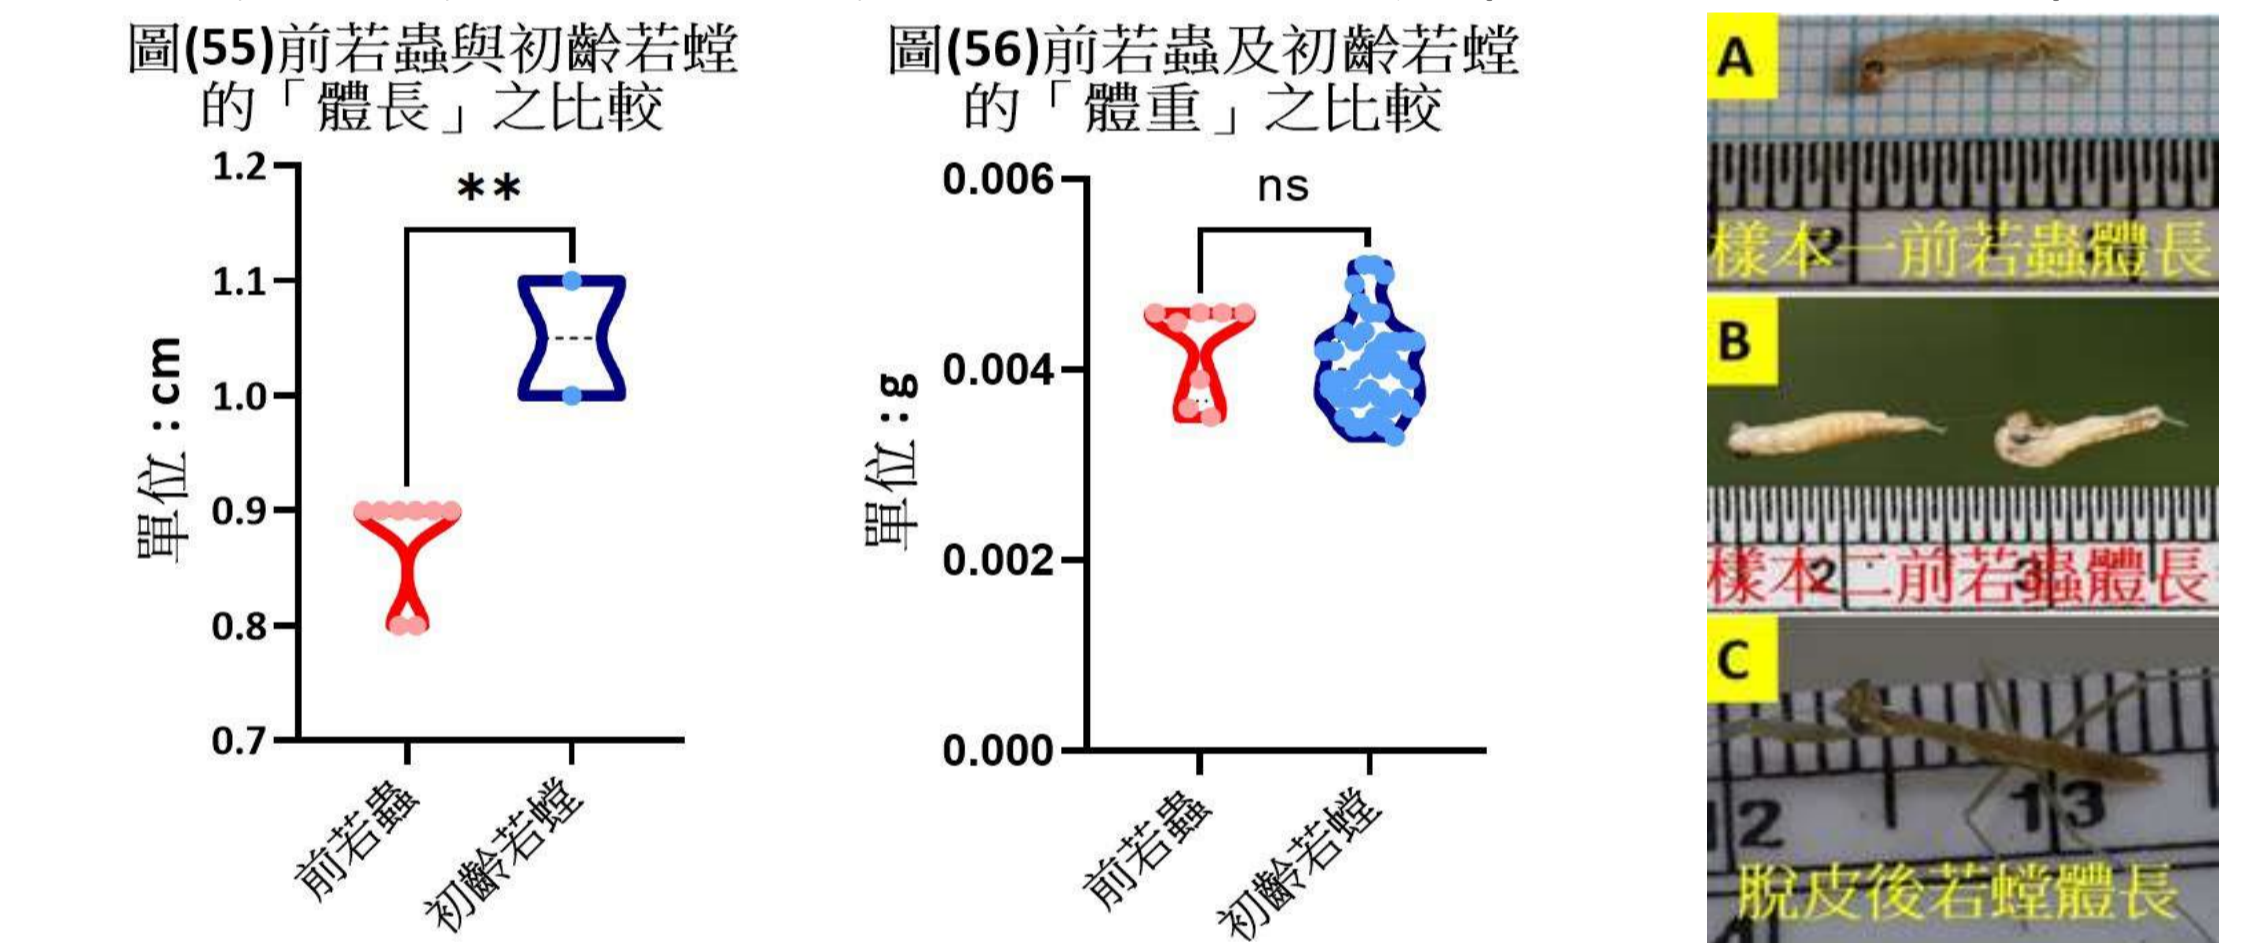 圖(55)前若蟲與初齡若螳
的「體長」之比較
1.2
1.1
1.0
0.9
0.8
0.7
單位:cm
**
前若蟲
初齡若螳
圖(56)前若蟲及初齡若螳
的「體重」之比較
0.006
0.004
0.002
0.000
單位:g
ns
前若蟲
初齡若螳
A
2
樣本一前若蟲體長
B
2 3
樣本二前若蟲體長
C
12 13
脫皮後若螳體長